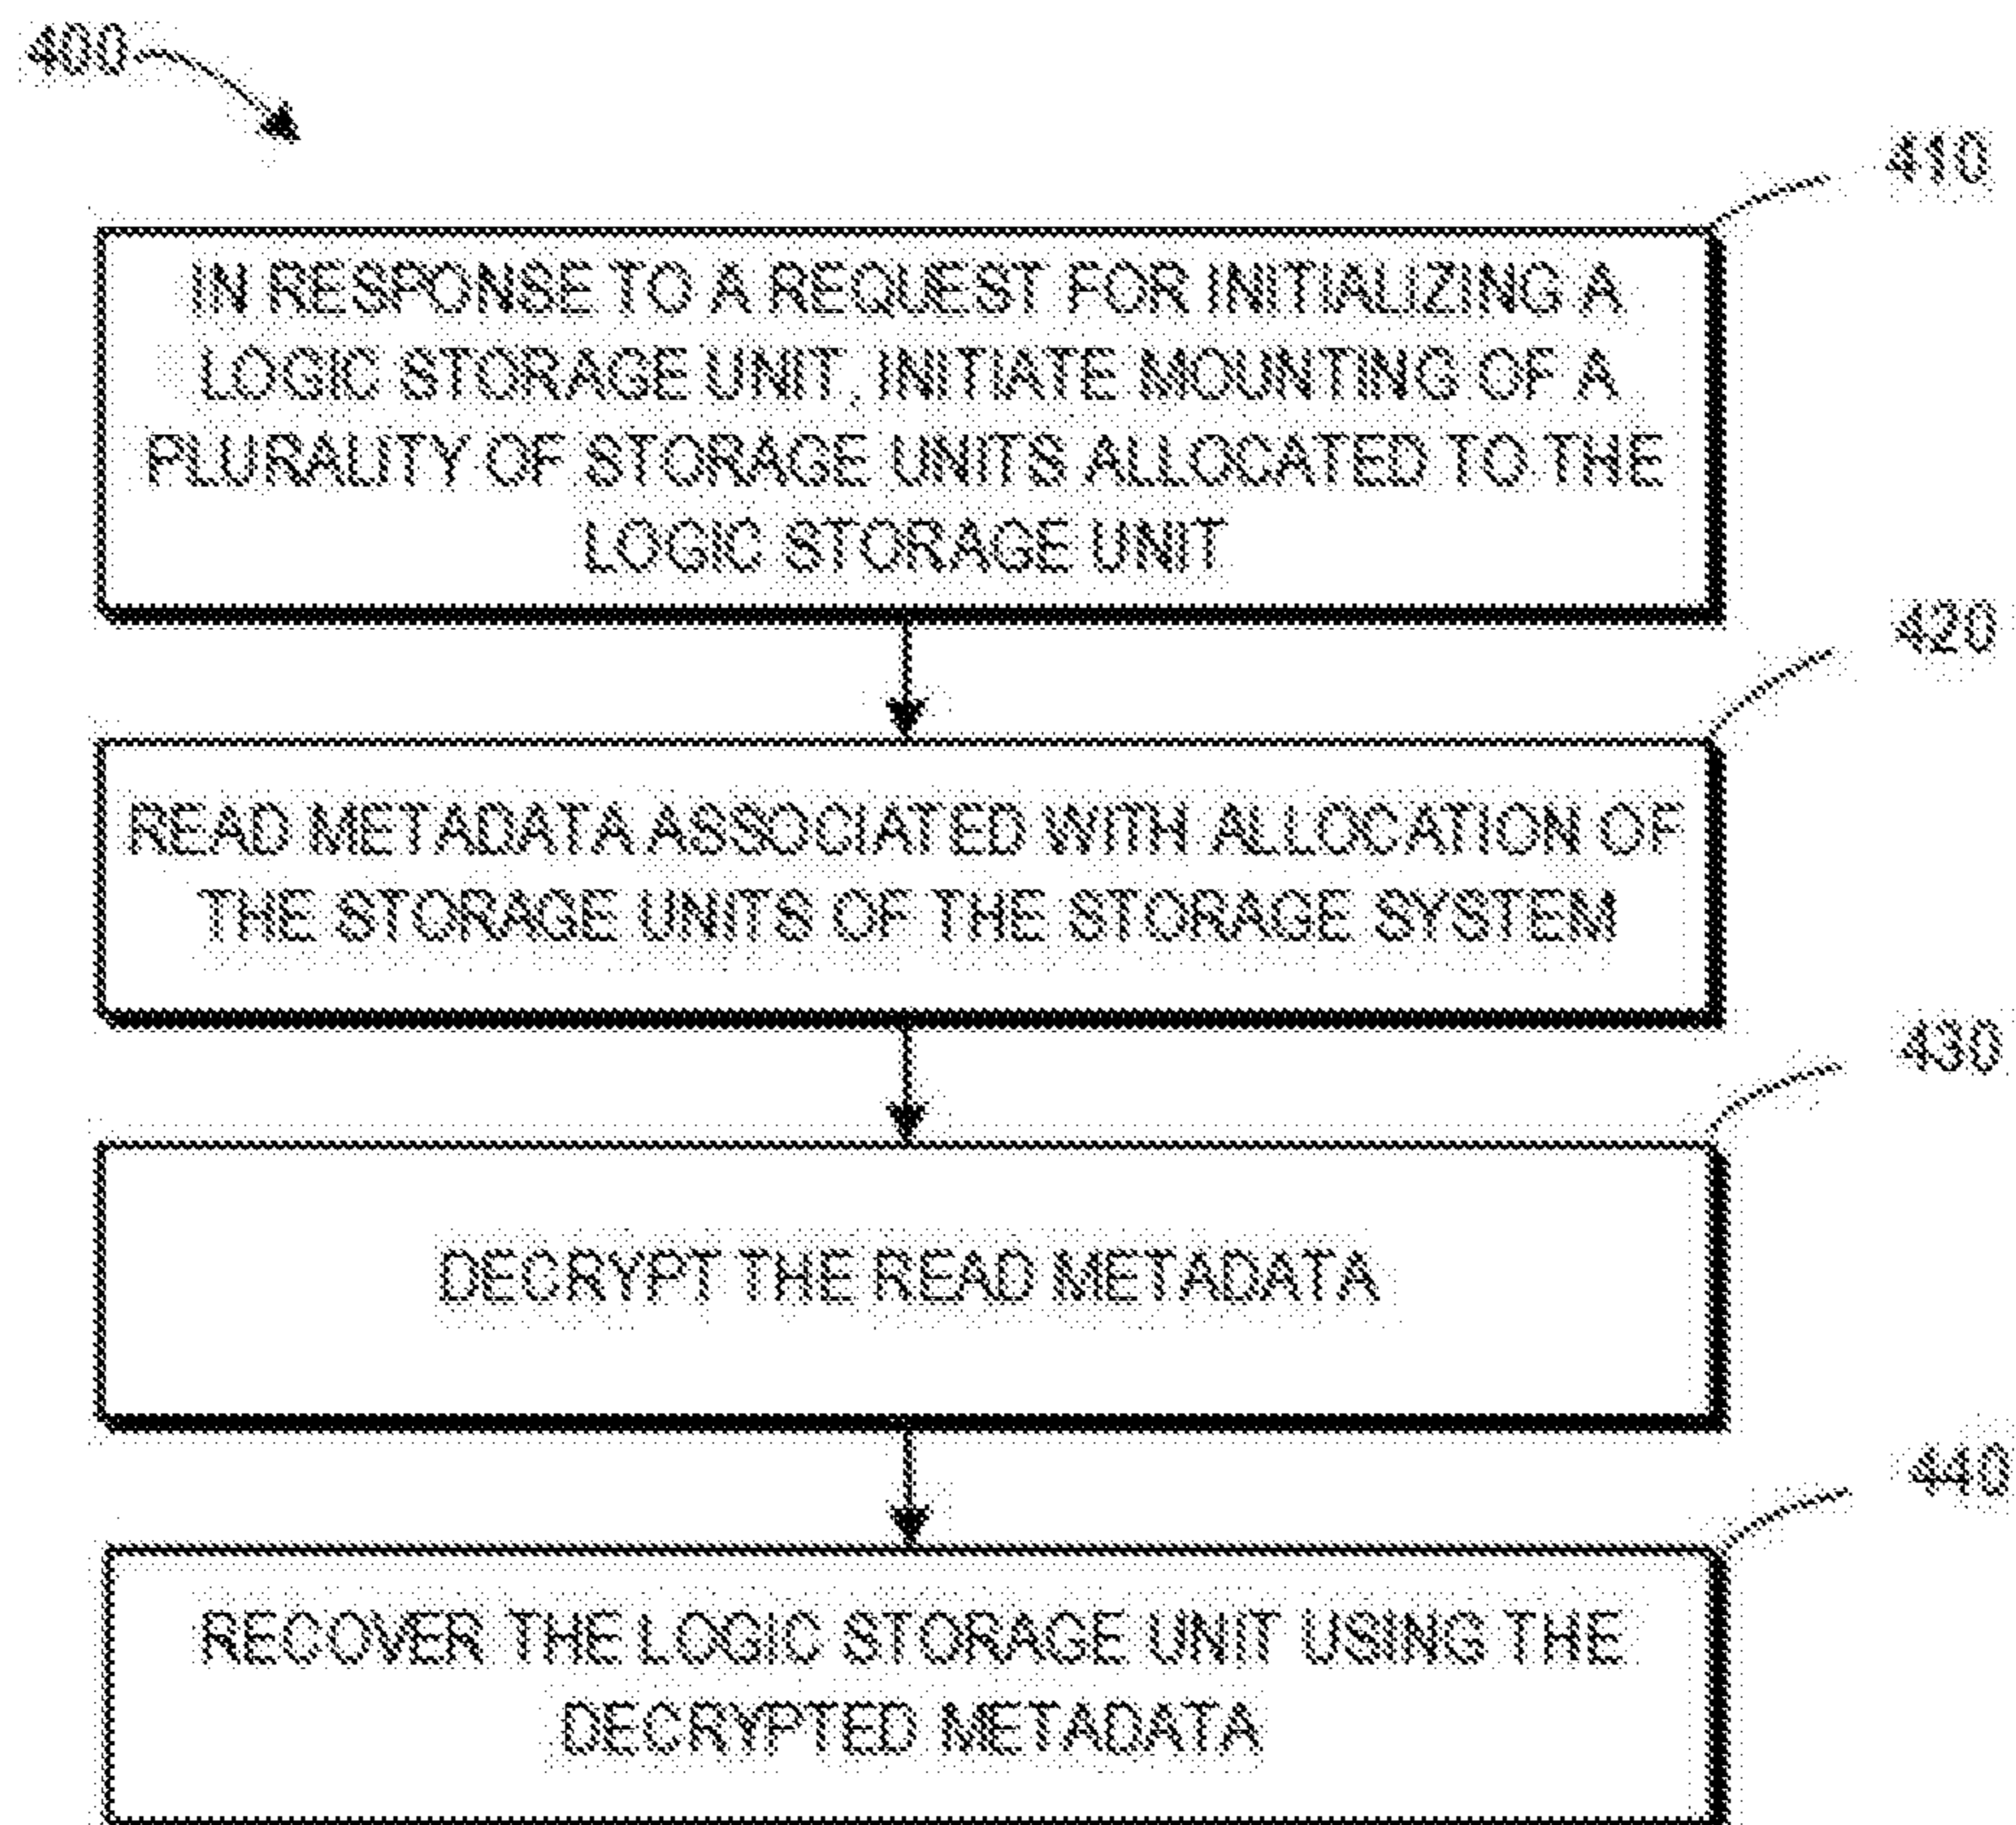 400
410
IN RESPONSE TO A REQUEST FOR INITIALIZING A
LOGIC STORAGE UNIT, INITIATE MOUNTING OF A
PLURALITY OF STORAGE UNITS ALLOCATED TO THE
LOGIC STORAGE UNIT
420
READ METADATA ASSOCIATED WITH ALLOCATION OF
THE STORAGE UNITS OF THE STORAGE SYSTEM
430
DECRYPT THE READ METADATA
440
RECOVER THE LOGIC STORAGE UNIT USING THE
DECRYPTED METADATA